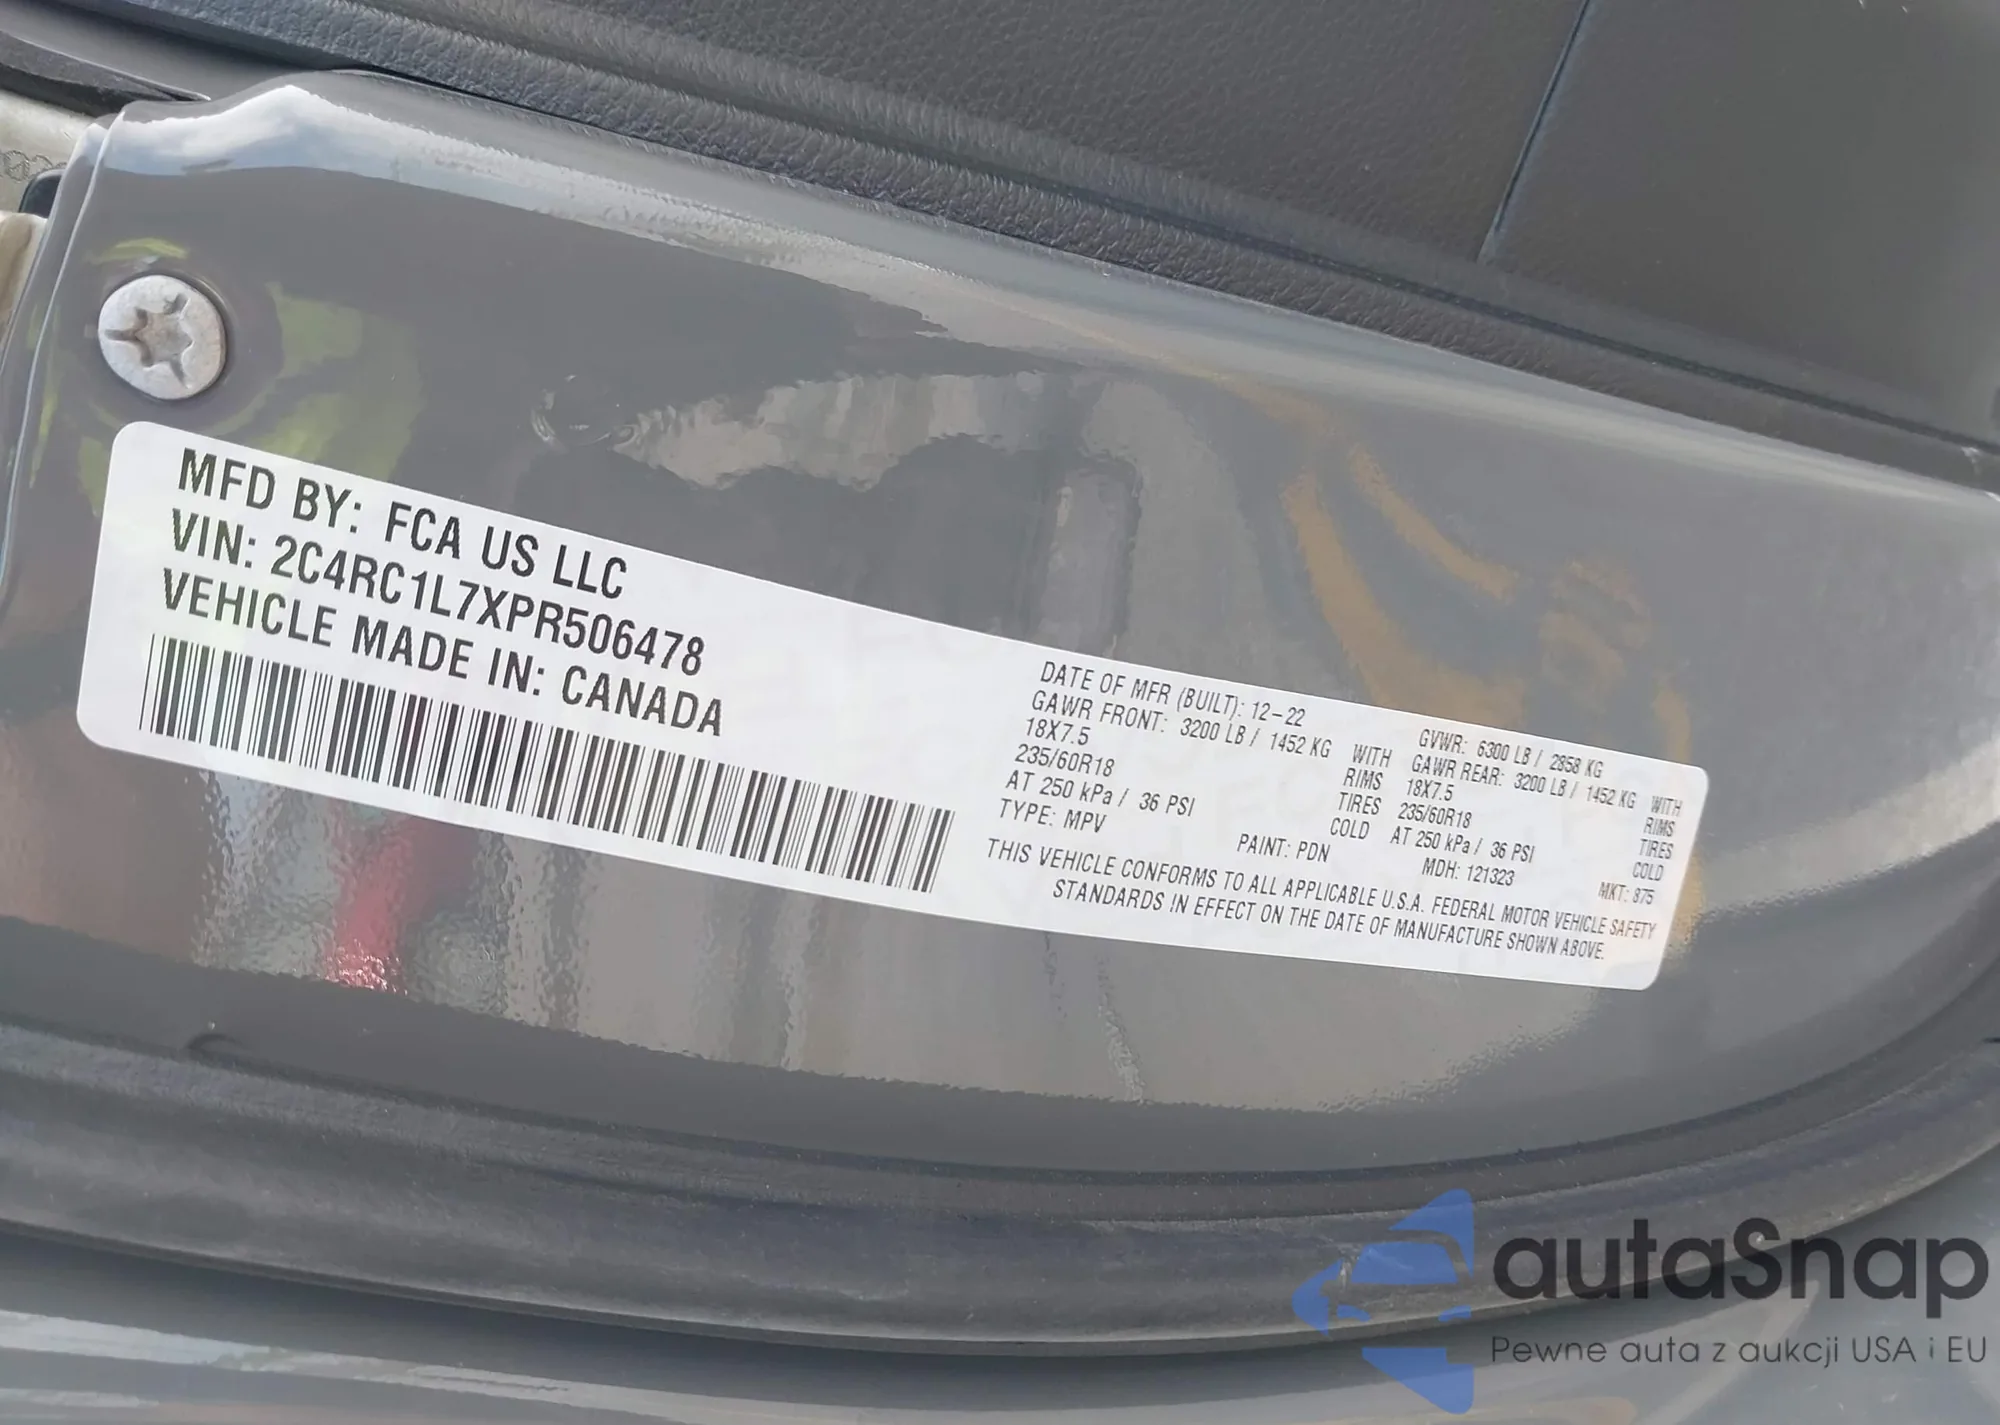 MFD BY: FCA US LLC
VIN: 2C4RC1L7XPR506478
VEHICLE MADE IN: CANADA
DATE OF MFR (BUILT): 12-22 GVWR: 6300 LB / 2858 KG
GAWR FRONT: 3200 LB / 1452 KG WITH GAWR REAR: 3200 LB / 1452 KG WITH
18X7.5 RIMS 18X7.5 RIMS
235/60R18 TIRES 235/60R18 TIRES
AT 250 kPa / 36 PSI COLD AT 250 kPa / 36 PSI COLD
TYPE: MPV PAINT: PDN MDH: 121323 MKT: 875
THIS VEHICLE CONFORMS TO ALL APPLICABLE U.S.A. FEDERAL MOTOR VEHICLE SAFETY
STANDARDS IN EFFECT ON THE DATE OF MANUFACTURE SHOWN ABOVE.
autaSnap
Pewne auta z aukcji USA i EU